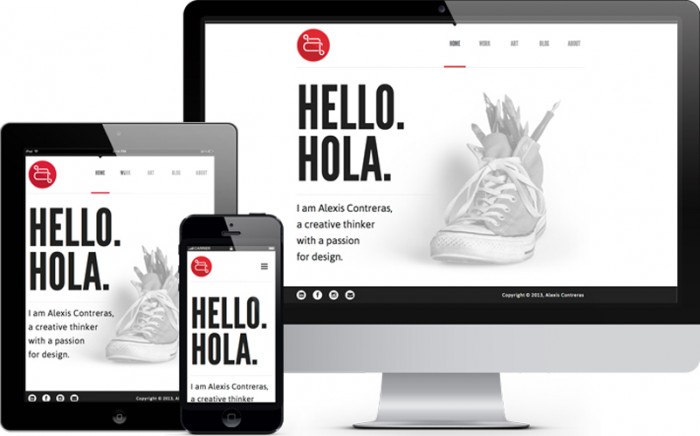 HOME WORK ART BLOG ABOUT
HELLO.
HOLA.
I am Alexis Contreras,
a creative thinker
with a passion
for design.
Copyright © 2013, Alexis Contreras
HOME WORK ART BLOG ABOUT
HELLO.
HOLA.
I am Alexis Contreras,
a creative thinker
with a passion
for design.
Copyright © 2013, Alexis Contreras
HELLO.
HOLA.
I am Alexis Contreras,
a creative thinker